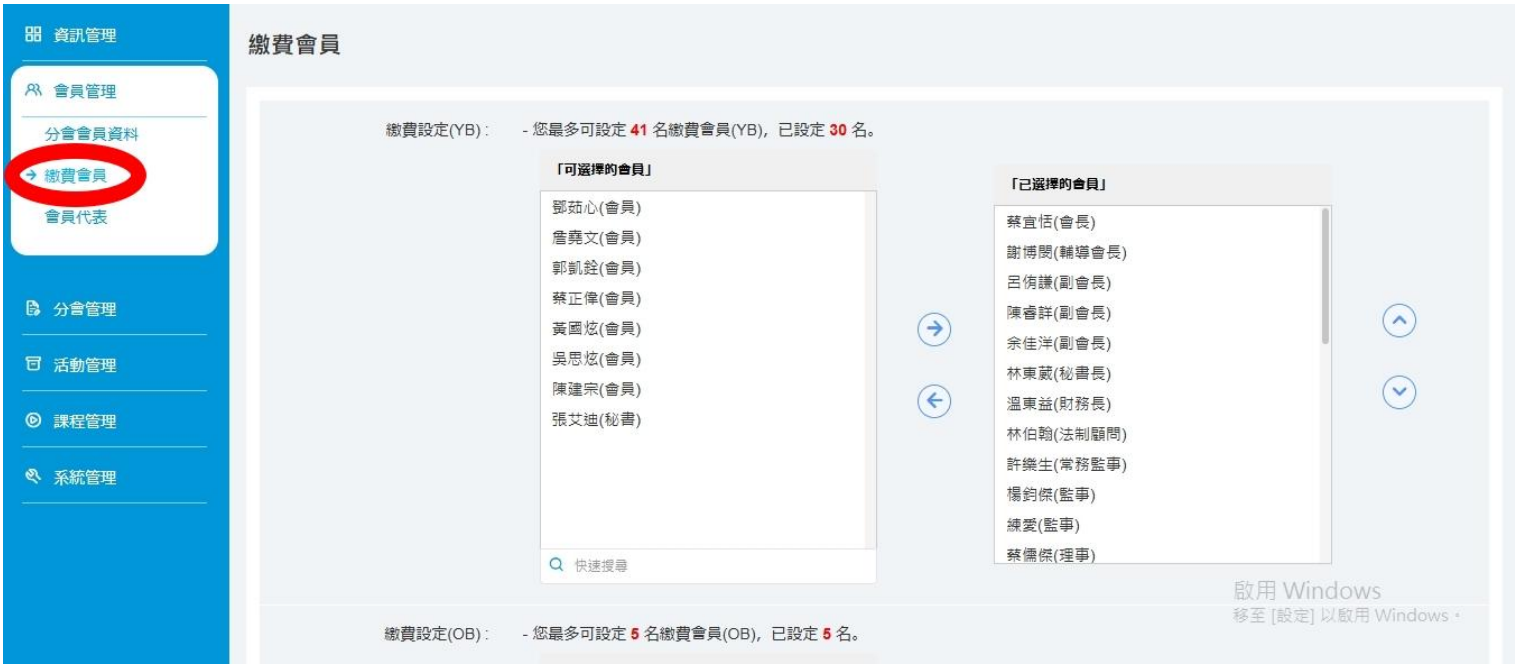 資訊管理
會員管理
分會會員資料
繳費會員
會員代表
分會管理
活動管理
課程管理
系統管理
繳費會員
繳費設定(YB)： - 您最多可設定 41 名繳費會員(YB)，已設定 30 名。
「可選擇的會員」
鄧茹心(會員)
詹堯文(會員)
郭凱銓(會員)
蔡正偉(會員)
黃國炫(會員)
吳思炫(會員)
陳建宗(會員)
張艾迪(秘書)
快速搜尋
「已選擇的會員」
蔡宜恬(會長)
謝博閔(輔導會長)
呂侑謙(副會長)
陳睿詳(副會長)
余佳洋(副會長)
林東葳(秘書長)
溫東益(財務長)
林伯翰(法制顧問)
許樂生(常務監事)
楊鈞傑(監事)
練愛(監事)
蔡儒傑(理事)
啟用 Windows
移至 [設定] 以啟用 Windows。
繳費設定(OB)： - 您最多可設定 5 名繳費會員(OB)，已設定 5 名。